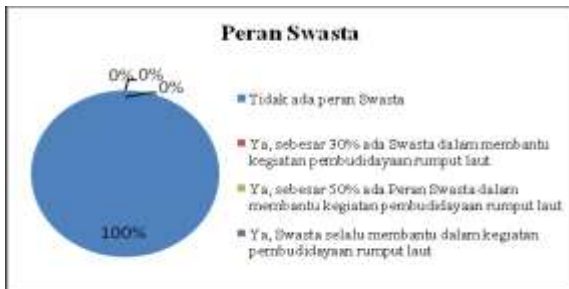 Peran Swasta
0% 0%
0%
100%
Tidak ada peran Swasta
Ya, sebesar 30% ada Swasta dalam membantu
kegiatan pembudidayaan rumput laut
Ya, sebesar 50% ada Peran Swasta dalam
membantu kegiatan pembudidayaan rumput laut
Ya, Swasta selalu membantu dalam kegiatan
pembudidayaan rumput laut